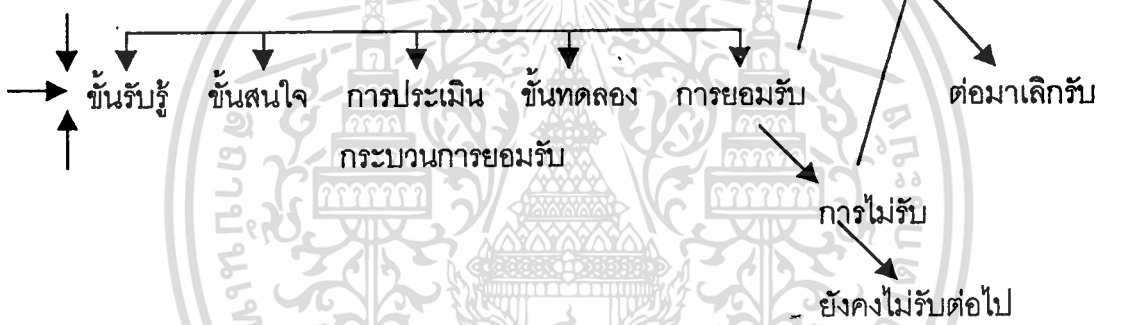 ขั้นรับรู้ ขั้นสนใจ การประเมิน ขั้นทดลอง การยอมรับ ต่อมาเลิกรับ
กระบวนการยอมรับ
การไม่รับ
ยังคงไม่รับต่อไป